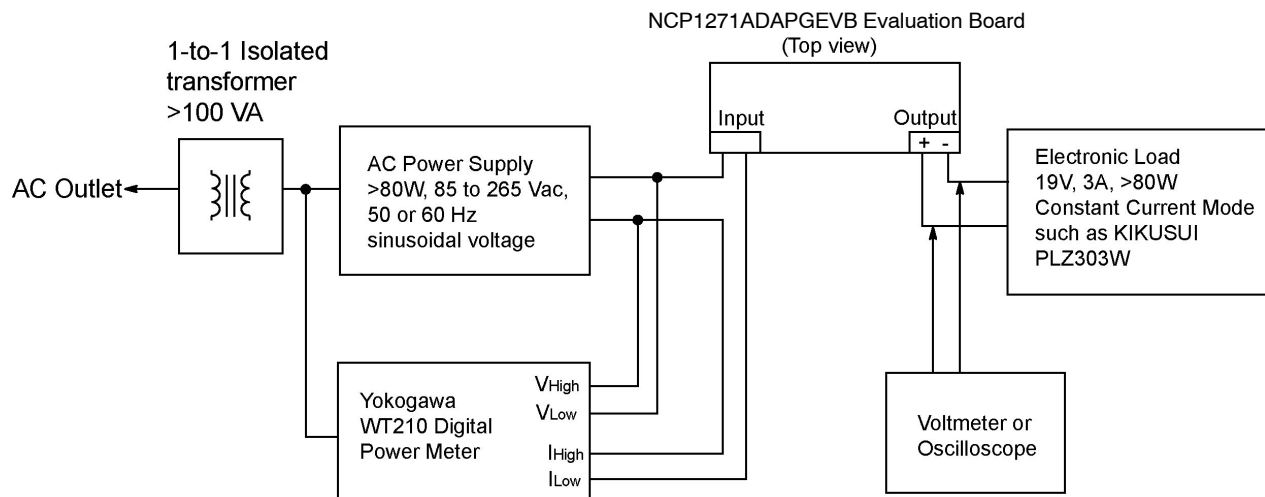 NCP1271ADAPGEVB Evaluation Board
(Top view)
1-to-1 Isolated
transformer
>100 VA
Input
Output
+ -
AC Outlet
AC Power Supply
>80W, 85 to 265 Vac,
50 or 60 Hz
sinusoidal voltage
Electronic Load
19V, 3A, >80W
Constant Current Mode
such as KIKUSUI
PLZ303W
Yokogawa
WT210 Digital
Power Meter
VHigh
VLow
IHigh
ILow
Voltmeter or
Oscilloscope